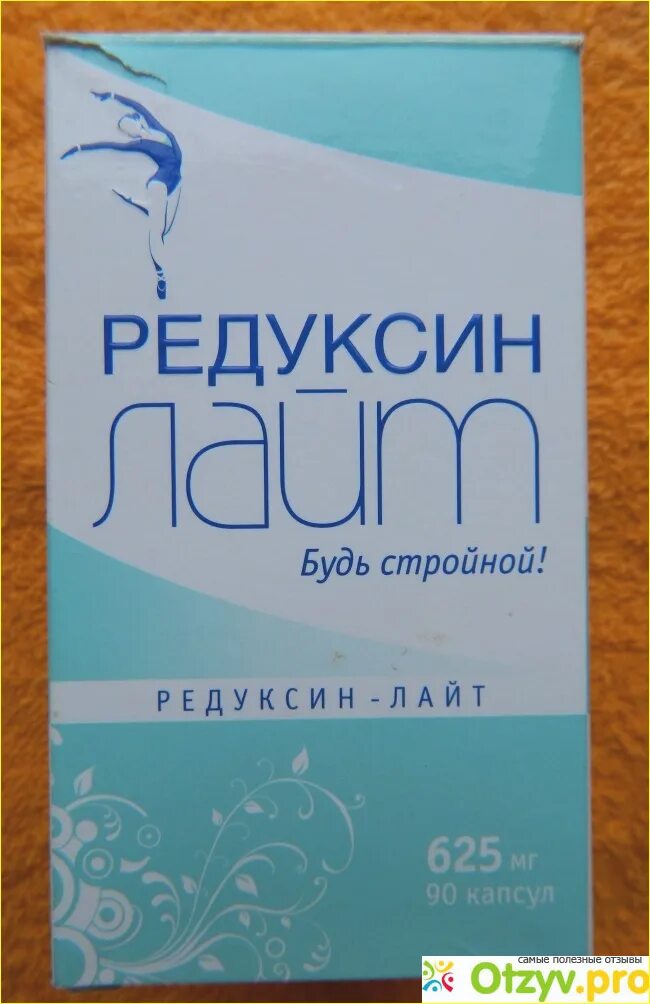 РЕДУКСИН
Лайт
Будь стройной!
РЕДУКСИН-ЛАЙТ
625 мг
90 капсул
самые полезные отзывы
Otzyv.pro